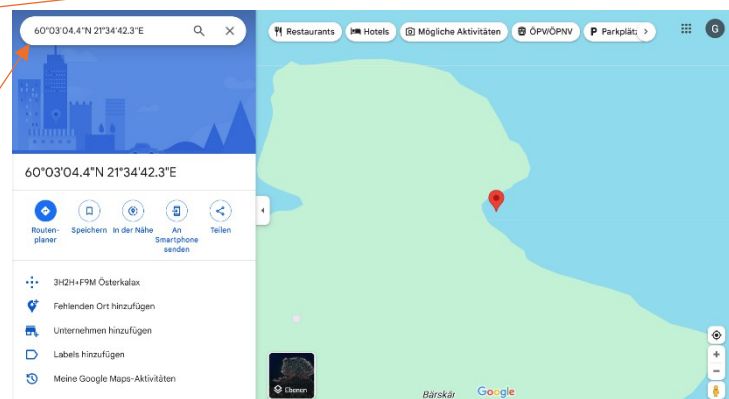 60°03'04.4"N 21°34'42.3"E
Restaurants
Hotels
Mögliche Aktivitäten
ÖPV/ÖPNV
P Parkplätz
G
60°03'04.4"N 21°34'42.3"E
Routen-
planer
Speichern
In der Nähe
An
Smartphone
senden
Teilen
3H2H+F9M Österkalax
Fehlenden Ort hinzufügen
Unternehmen hinzufügen
Labels hinzufügen
Meine Google Maps-Aktivitäten
Ebenen
Bärskär
Google